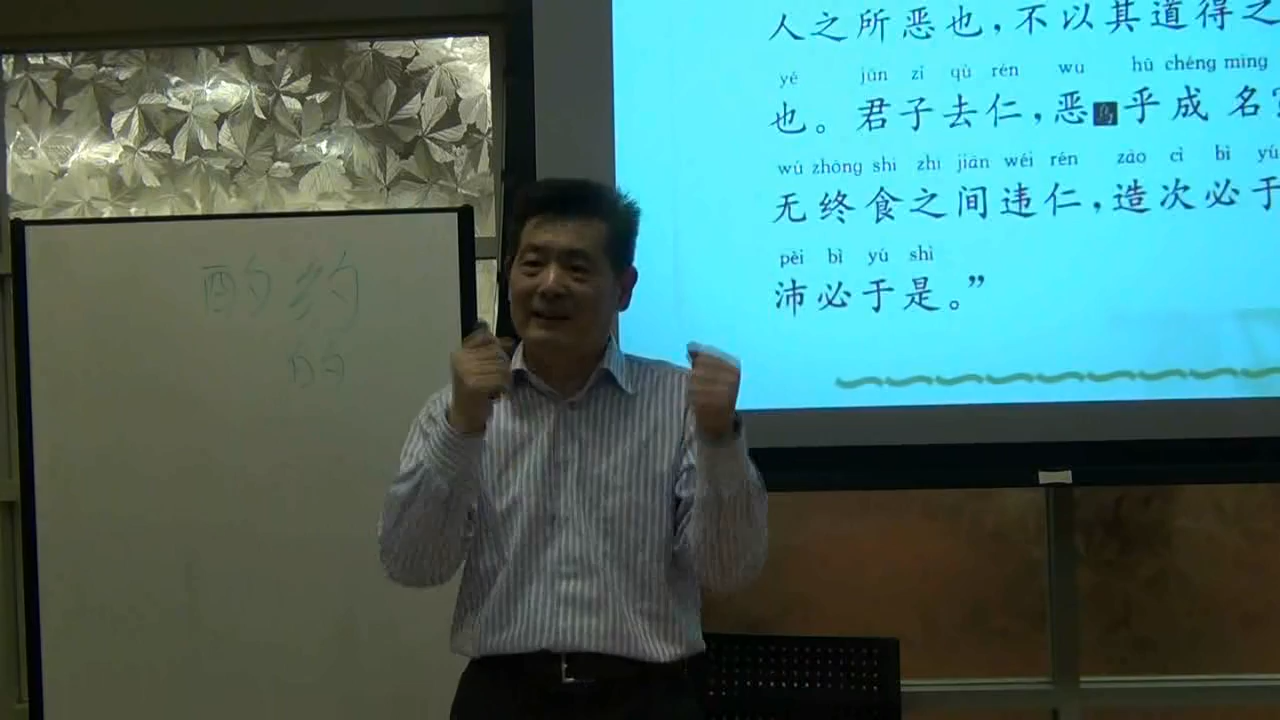 酌 约
的
人之所恶也，不以其道得之
yé jūn zǐ qù rén wu hū chéng míng
也。君子去仁，恶乌乎成名
wú zhōng shí zhī jiān wéi rén zào cì bì yú
无终食之间违仁，造次必于
pèi bì yú shì
沛必于是。”